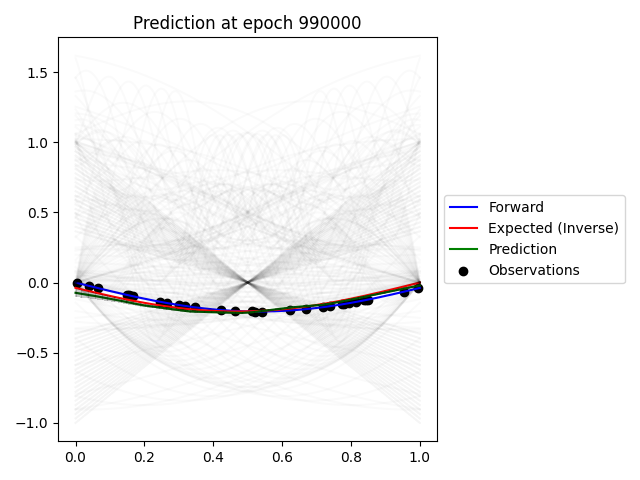 Prediction at epoch 990000
1.5
1.0
0.5
0.0
−0.5
−1.0
0.0 0.2 0.4 0.6 0.8 1.0
Forward
Expected (Inverse)
Prediction
Observations